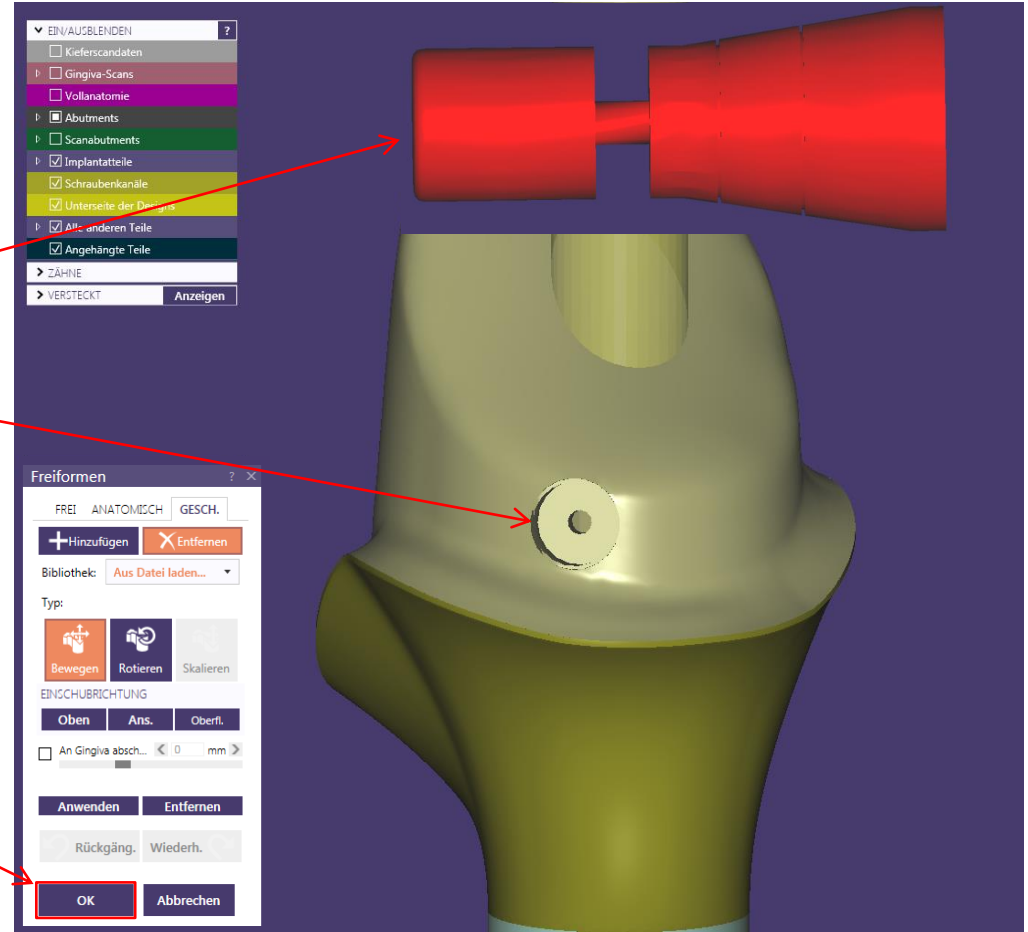 EIN/AUSBLENDEN ?
Kieferscandaten
Gingiva-Scans
Vollanatomie
Abutments
Scanabutments
Implantatteile
Schraubenkanäle
Unterseite der Designs
Alle anderen Teile
Angehängte Teile
ZÄHNE
VERSTECKT Anzeigen
Freiformen ? X
FREI ANATOMISCH GESCH.
Hinzufügen Entfernen
Bibliothek: Aus Datei laden...
Typ:
Bewegen Rotieren Skalieren
EINSCHUBRICHTUNG
Oben Ans. Oberfl.
An Gingiva absch... 0 mm
Anwenden Entfernen
Rückgäng. Wiederh.
OK Abbrechen